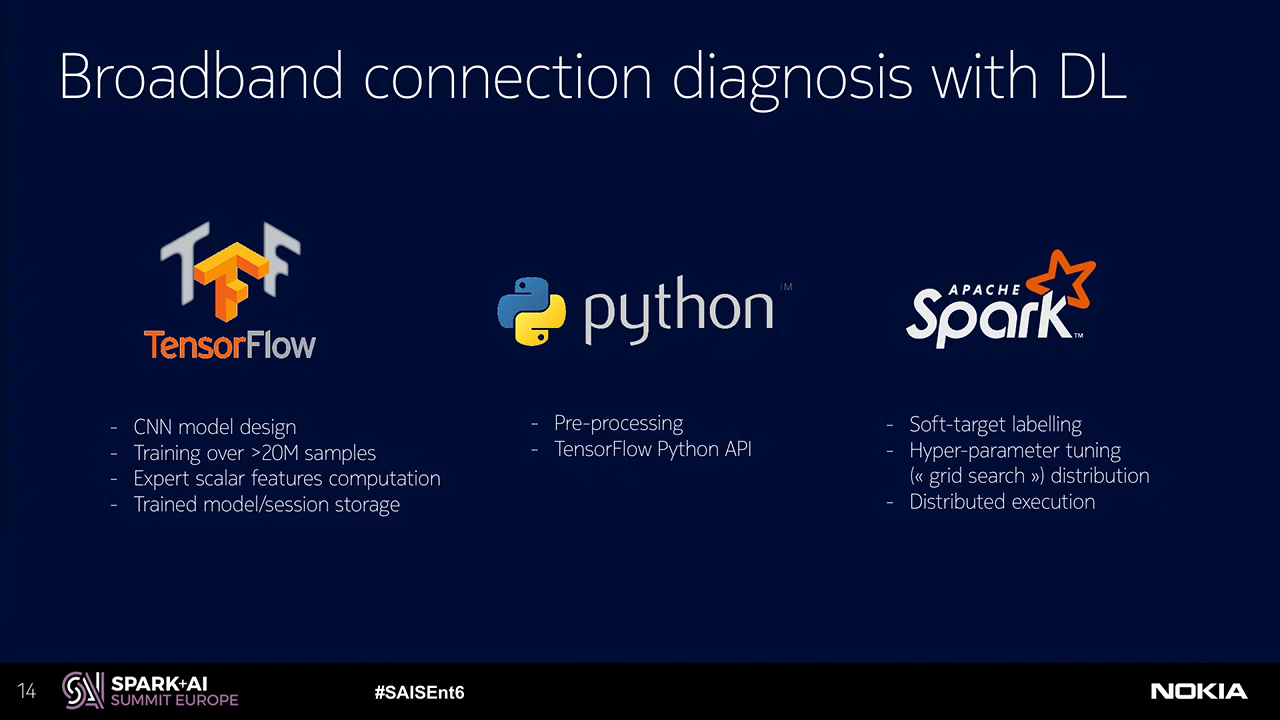 Broadband connection diagnosis with DL
TF
TensorFlow
python TM
APACHE
Spark™
- CNN model design
- Training over >20M samples
- Expert scalar features computation
- Trained model/session storage
- Pre-processing
- TensorFlow Python API
- Soft-target labelling
- Hyper-parameter tuning
(« grid search ») distribution
- Distributed execution
14
SPARK+AI
SUMMIT EUROPE
#SAISEnt6
NOKIA